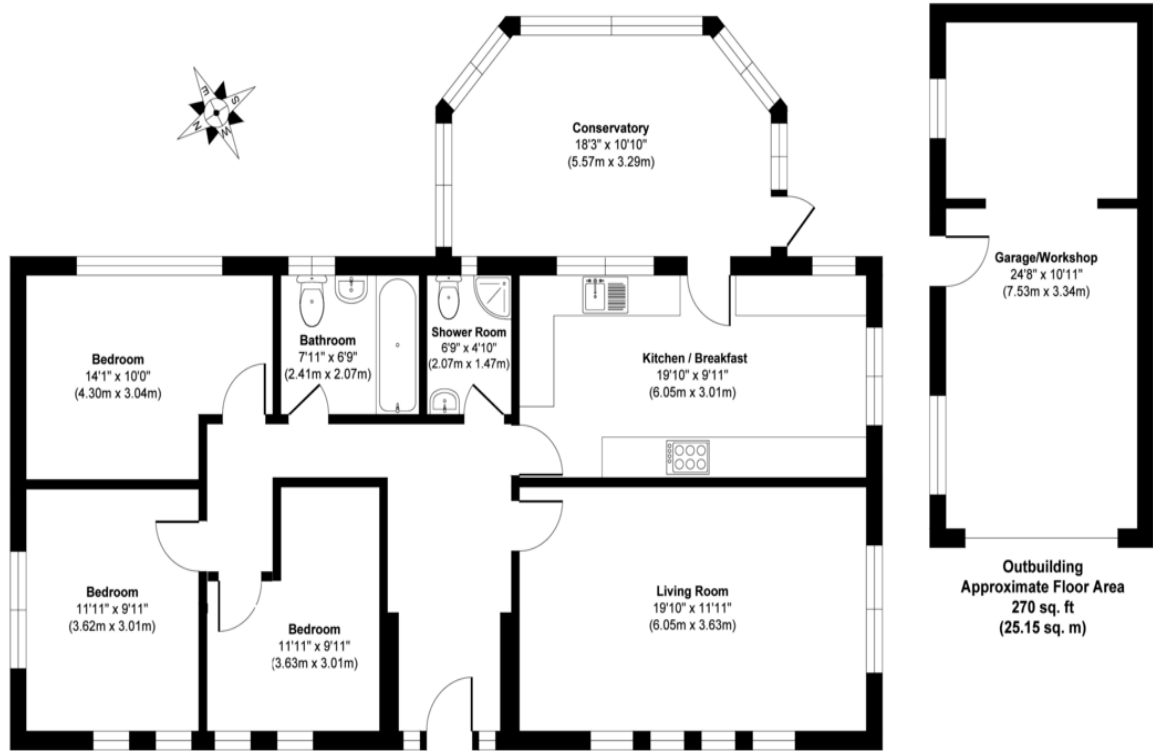 E
S
N
W
Conservatory
18'3" x 10'10"
(5.57m x 3.29m)
Garage/Workshop
24'8" x 10'11"
(7.53m x 3.34m)
Bedroom
14'1" x 10'0"
(4.30m x 3.04m)
Bathroom
7'11" x 6'9"
(2.41m x 2.07m)
Shower Room
6'9" x 4'10"
(2.07m x 1.47m)
Kitchen / Breakfast
19'10" x 9'11"
(6.05m x 3.01m)
Bedroom
11'11" x 9'11"
(3.62m x 3.01m)
Bedroom
11'11" x 9'11"
(3.63m x 3.01m)
Living Room
19'10" x 11'11"
(6.05m x 3.63m)
Outbuilding
Approximate Floor Area
270 sq. ft
(25.15 sq. m)